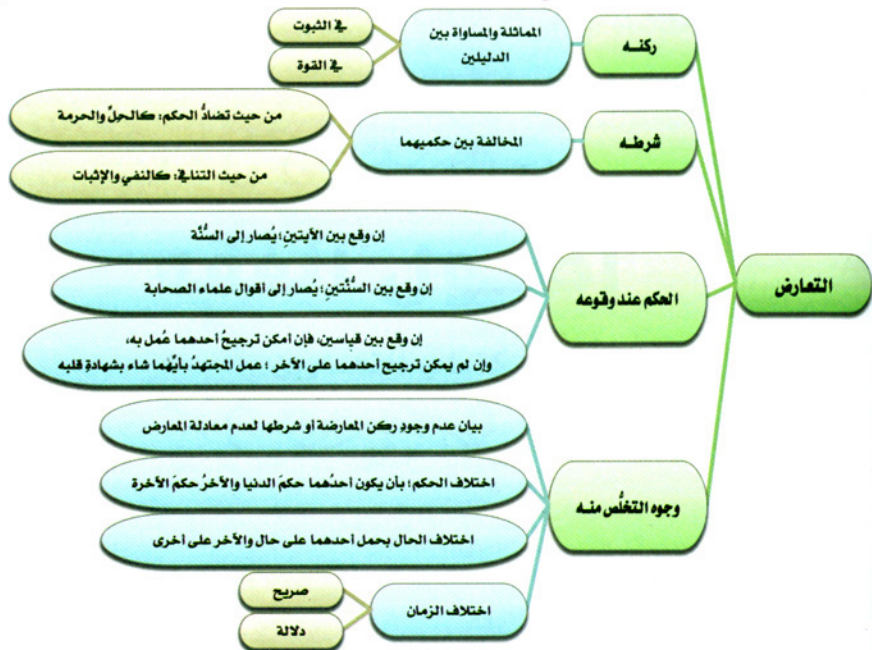 التعارض
ركنـه
المماثلة والمساواة بين
الدليلين
في الثبوت
في القوة
شرطـه
المخالفة بين حكميهما
من حيث تضادُّ الحكم؛ كالحلِّ والحرمة
من حيث التنافي؛ كالنفي والإثبات
الحكم عند وقوعه
إن وقع بين الآيتينِ؛ يُصار إلى السُّنَّة
إن وقع بين السُّنَّتينِ؛ يُصار إلى أقوال علماء الصحابة
إن وقع بين قياسين، فإن أمكن ترجيحُ أحدهما عُمل به،
وإن لم يمكن ترجيح أحدهما على الآخر؛ عمل المجتهدُ بأيِّهما شاء بشهادةِ قلبه
وجوه التخلُّص منـه
بيان عدم وجودِ ركن المعارضة أو شرطها لعدم معادلة المعارض
اختلاف الحكم؛ بأن يكون أحدُهما حكمَ الدنيا والآخرُ حكمَ الآخرة
اختلاف الحال بحمل أحدهما على حال والآخر على أخرى
اختلاف الزمان
صريح
دلالة